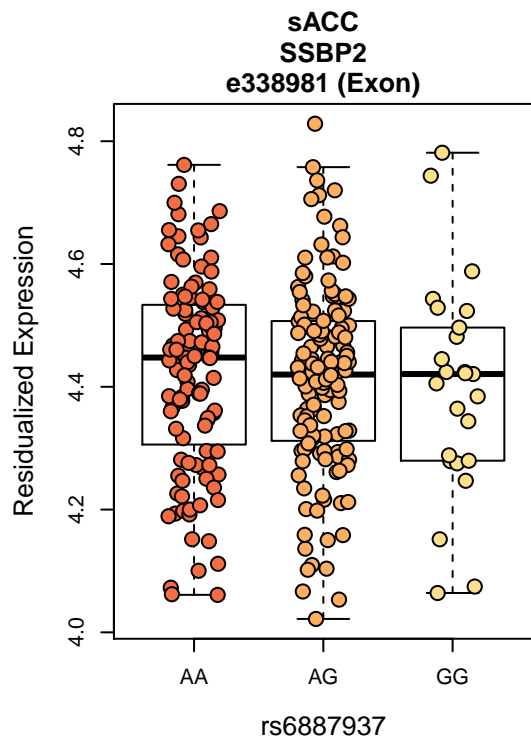 sACC
SSBP2
e338981 (Exon)
Residualized Expression
4.8
4.6
4.4
4.2
4.0
AA AG GG
rs6887937